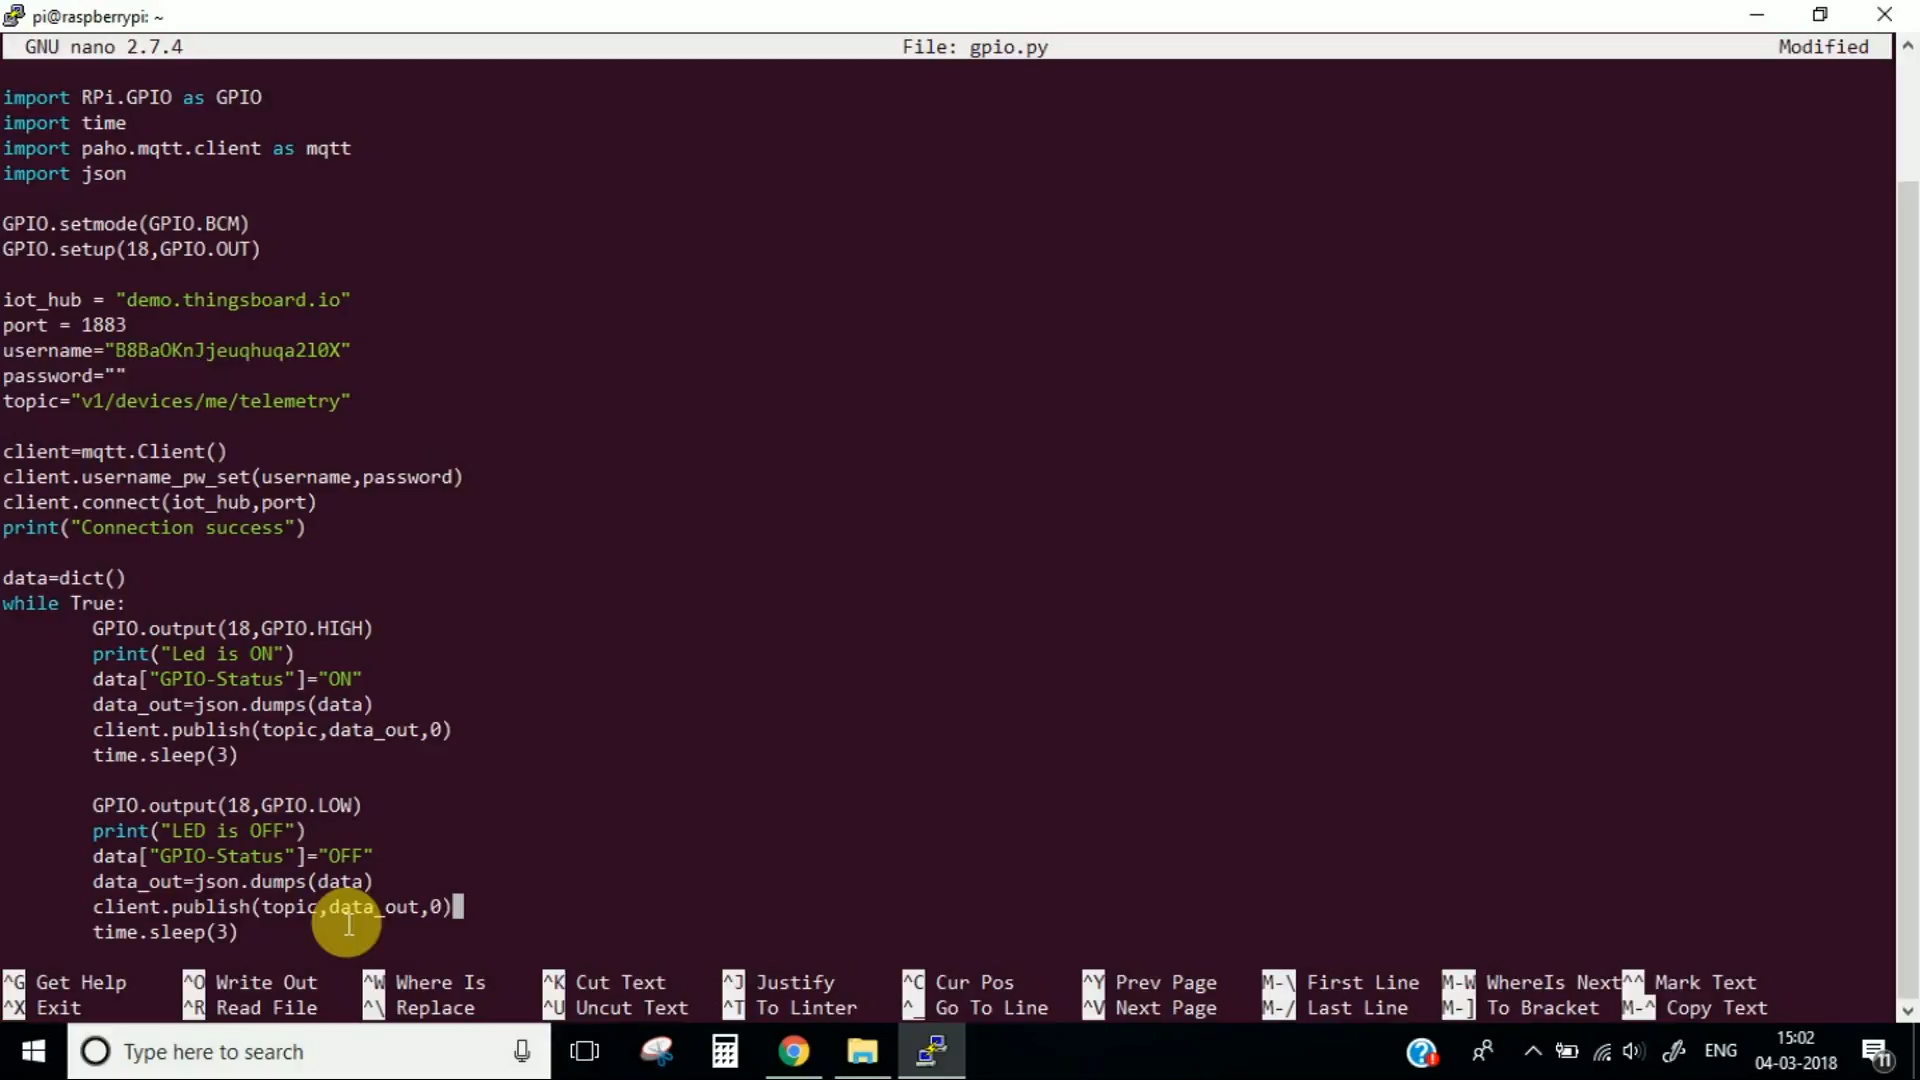 pi@raspberrypi: ~
GNU nano 2.7.4 File: gpio.py Modified
import RPi.GPIO as GPIO
import time
import paho.mqtt.client as mqtt
import json
GPIO.setmode(GPIO.BCM)
GPIO.setup(18,GPIO.OUT)
iot_hub = "demo.thingsboard.io"
port = 1883
username="B8BaOKnJjeuqhuqa2l0X"
password=""
topic="v1/devices/me/telemetry"
client=mqtt.Client()
client.username_pw_set(username,password)
client.connect(iot_hub,port)
print("Connection success")
data=dict()
while True:
        GPIO.output(18,GPIO.HIGH)
        print("Led is ON")
        data["GPIO-Status"]="ON"
        data_out=json.dumps(data)
        client.publish(topic,data_out,0)
        time.sleep(3)
        GPIO.output(18,GPIO.LOW)
        print("LED is OFF")
        data["GPIO-Status"]="OFF"
        data_out=json.dumps(data)
        client.publish(topic,data_out,0)
        time.sleep(3)
^G Get Help ^O Write Out ^W Where Is ^K Cut Text ^J Justify ^C Cur Pos ^Y Prev Page M-\ First Line M-W WhereIs Next ^^ Mark Text
^X Exit ^R Read File ^\ Replace ^U Uncut Text ^T To Linter ^_ Go To Line ^V Next Page M-/ Last Line M-] To Bracket M-^ Copy Text
Type here to search
ENG
15:02
04-03-2018
11